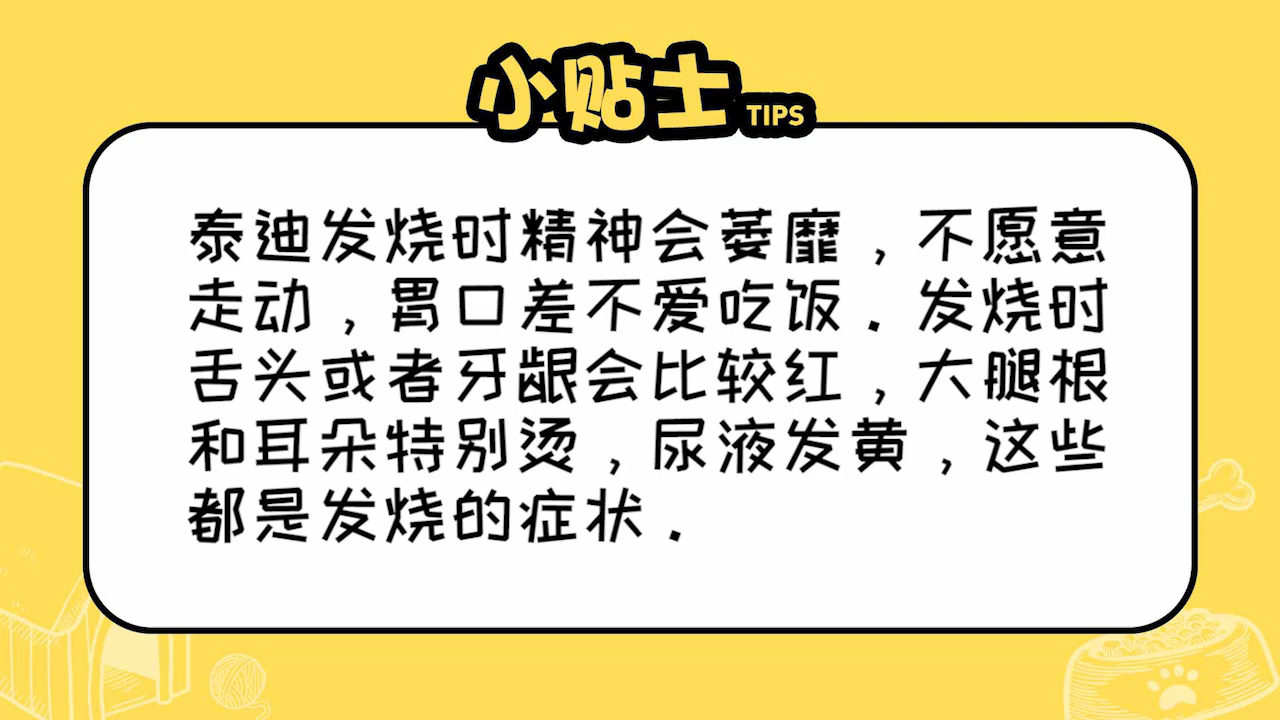 小贴士 TIPS
泰迪发烧时精神会萎靡，不愿意
走动，胃口差不爱吃饭．发烧时
舌头或者牙龈会比较红，大腿根
和耳朵特别烫，尿液发黄，这些
都是发烧的症状．